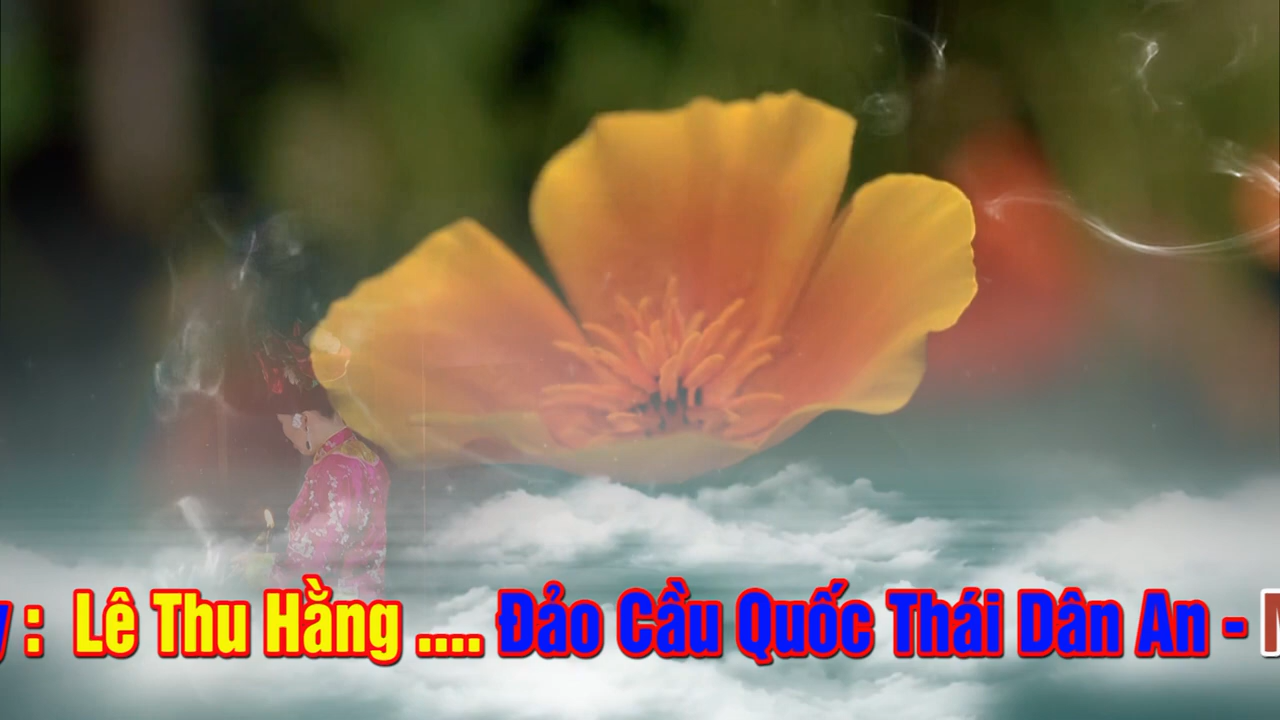 : Lê Thu Hằng .... Đảo Cầu Quốc Thái Dân An -